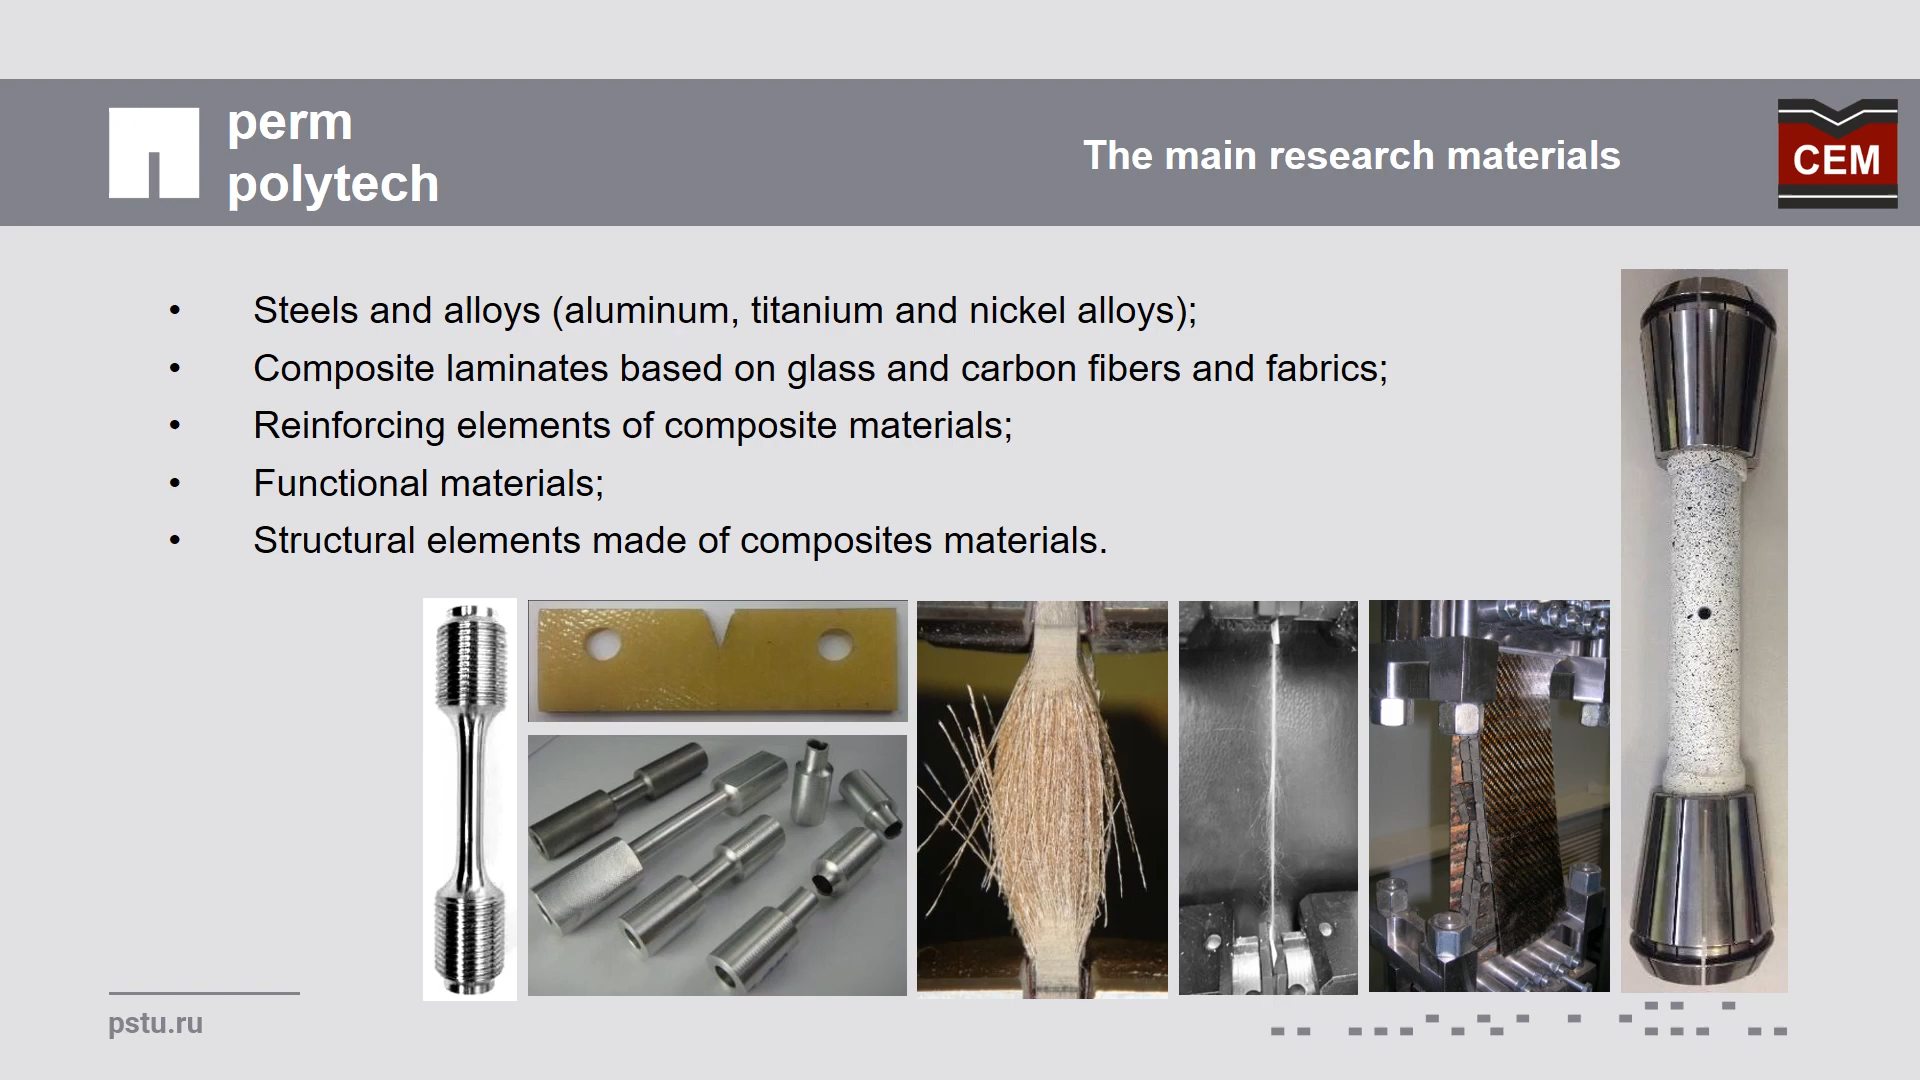 perm
polytech
The main research materials
CEM
• Steels and alloys (aluminum, titanium and nickel alloys);
• Composite laminates based on glass and carbon fibers and fabrics;
• Reinforcing elements of composite materials;
• Functional materials;
• Structural elements made of composites materials.
pstu.ru